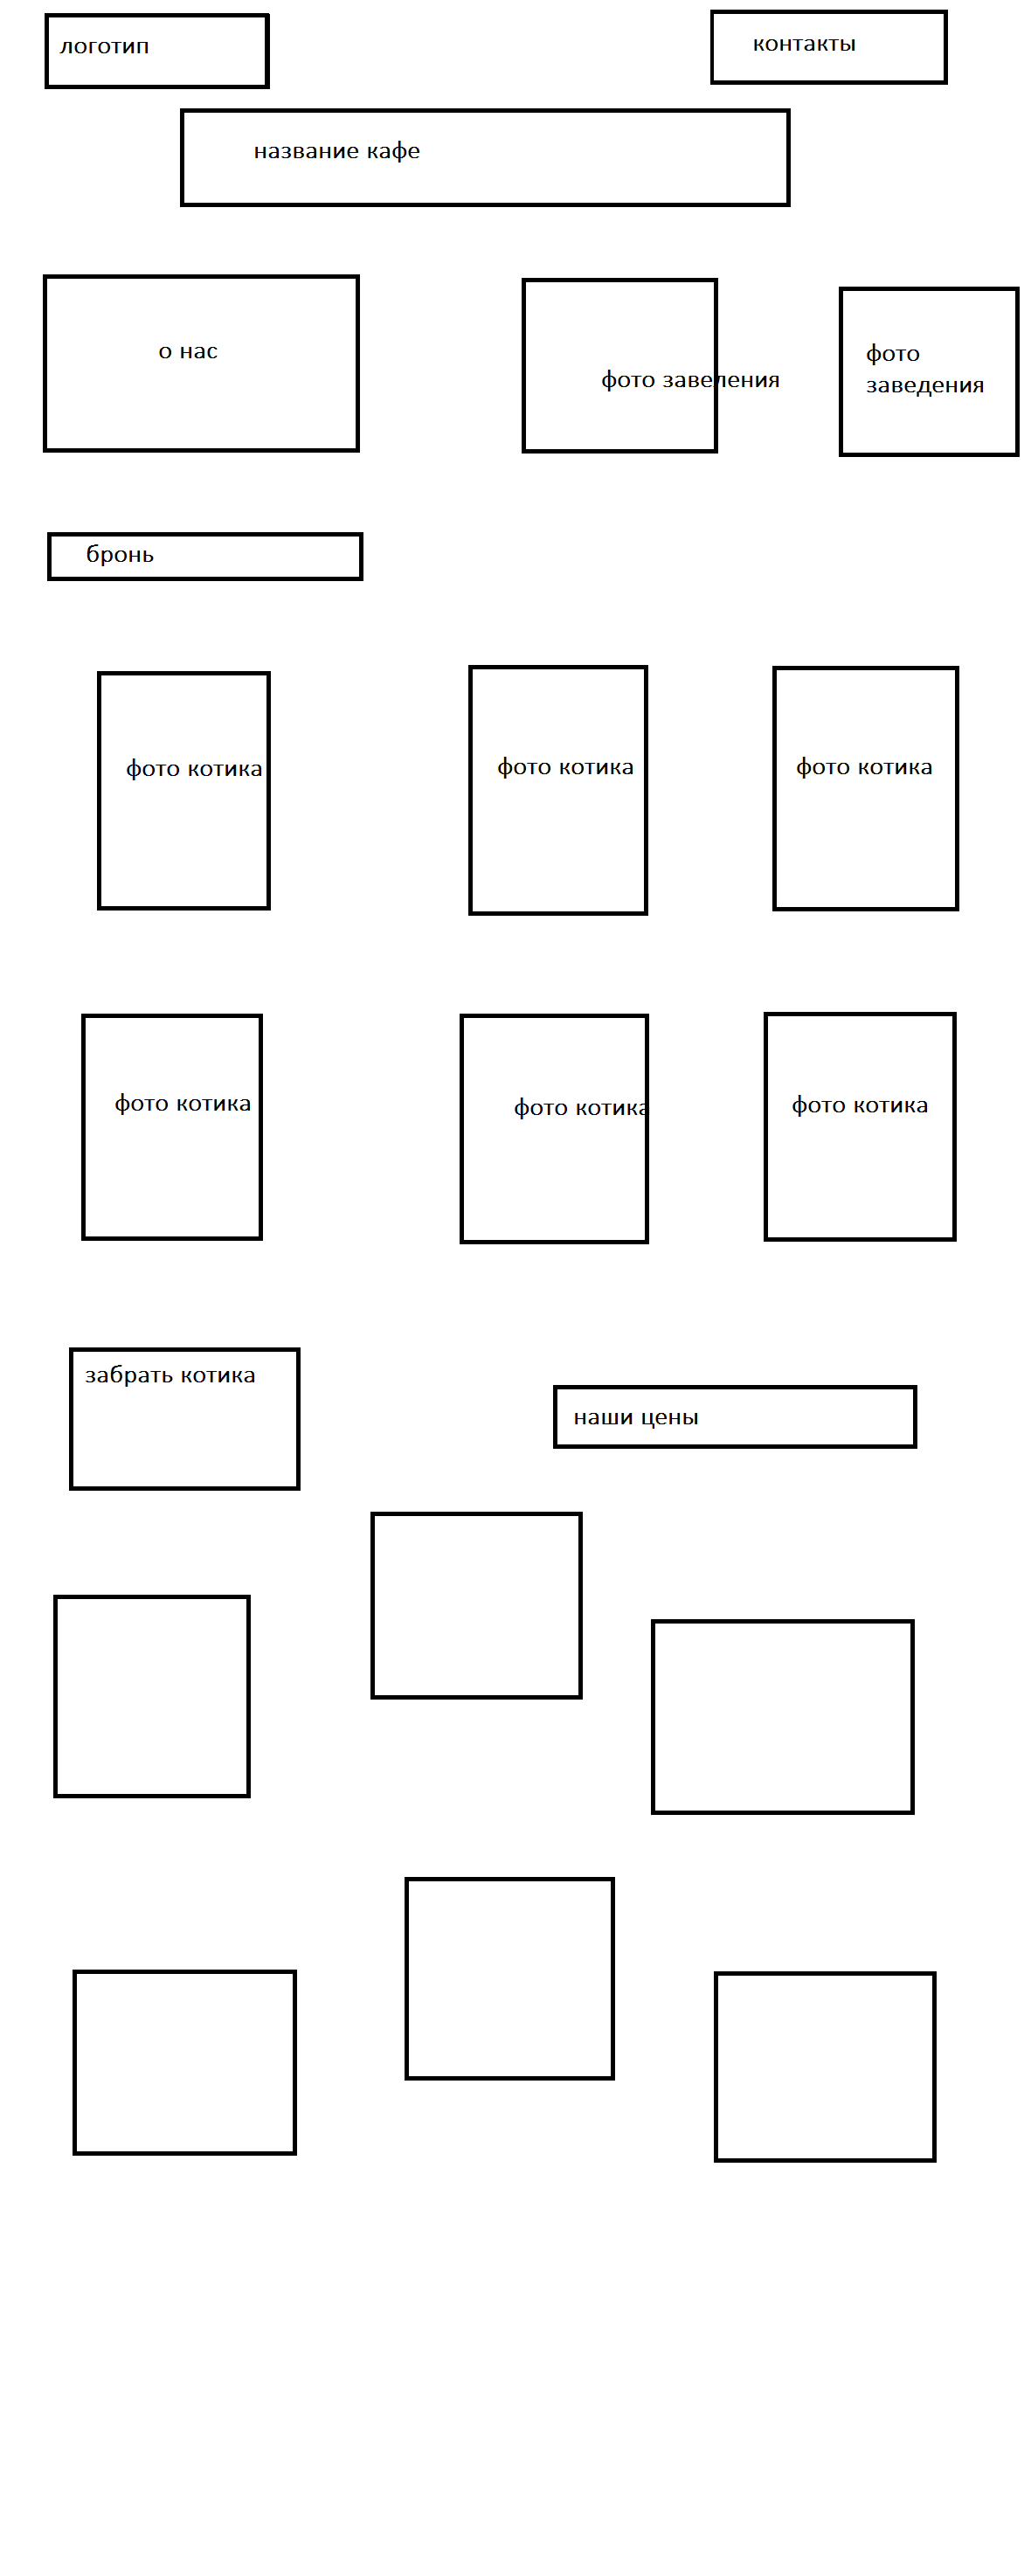 логотип
контакты
название кафе
о нас
фото заведения
фото
заведения
бронь
фото котика
фото котика
фото котика
фото котика
фото котика
фото котика
забрать котика
наши цены